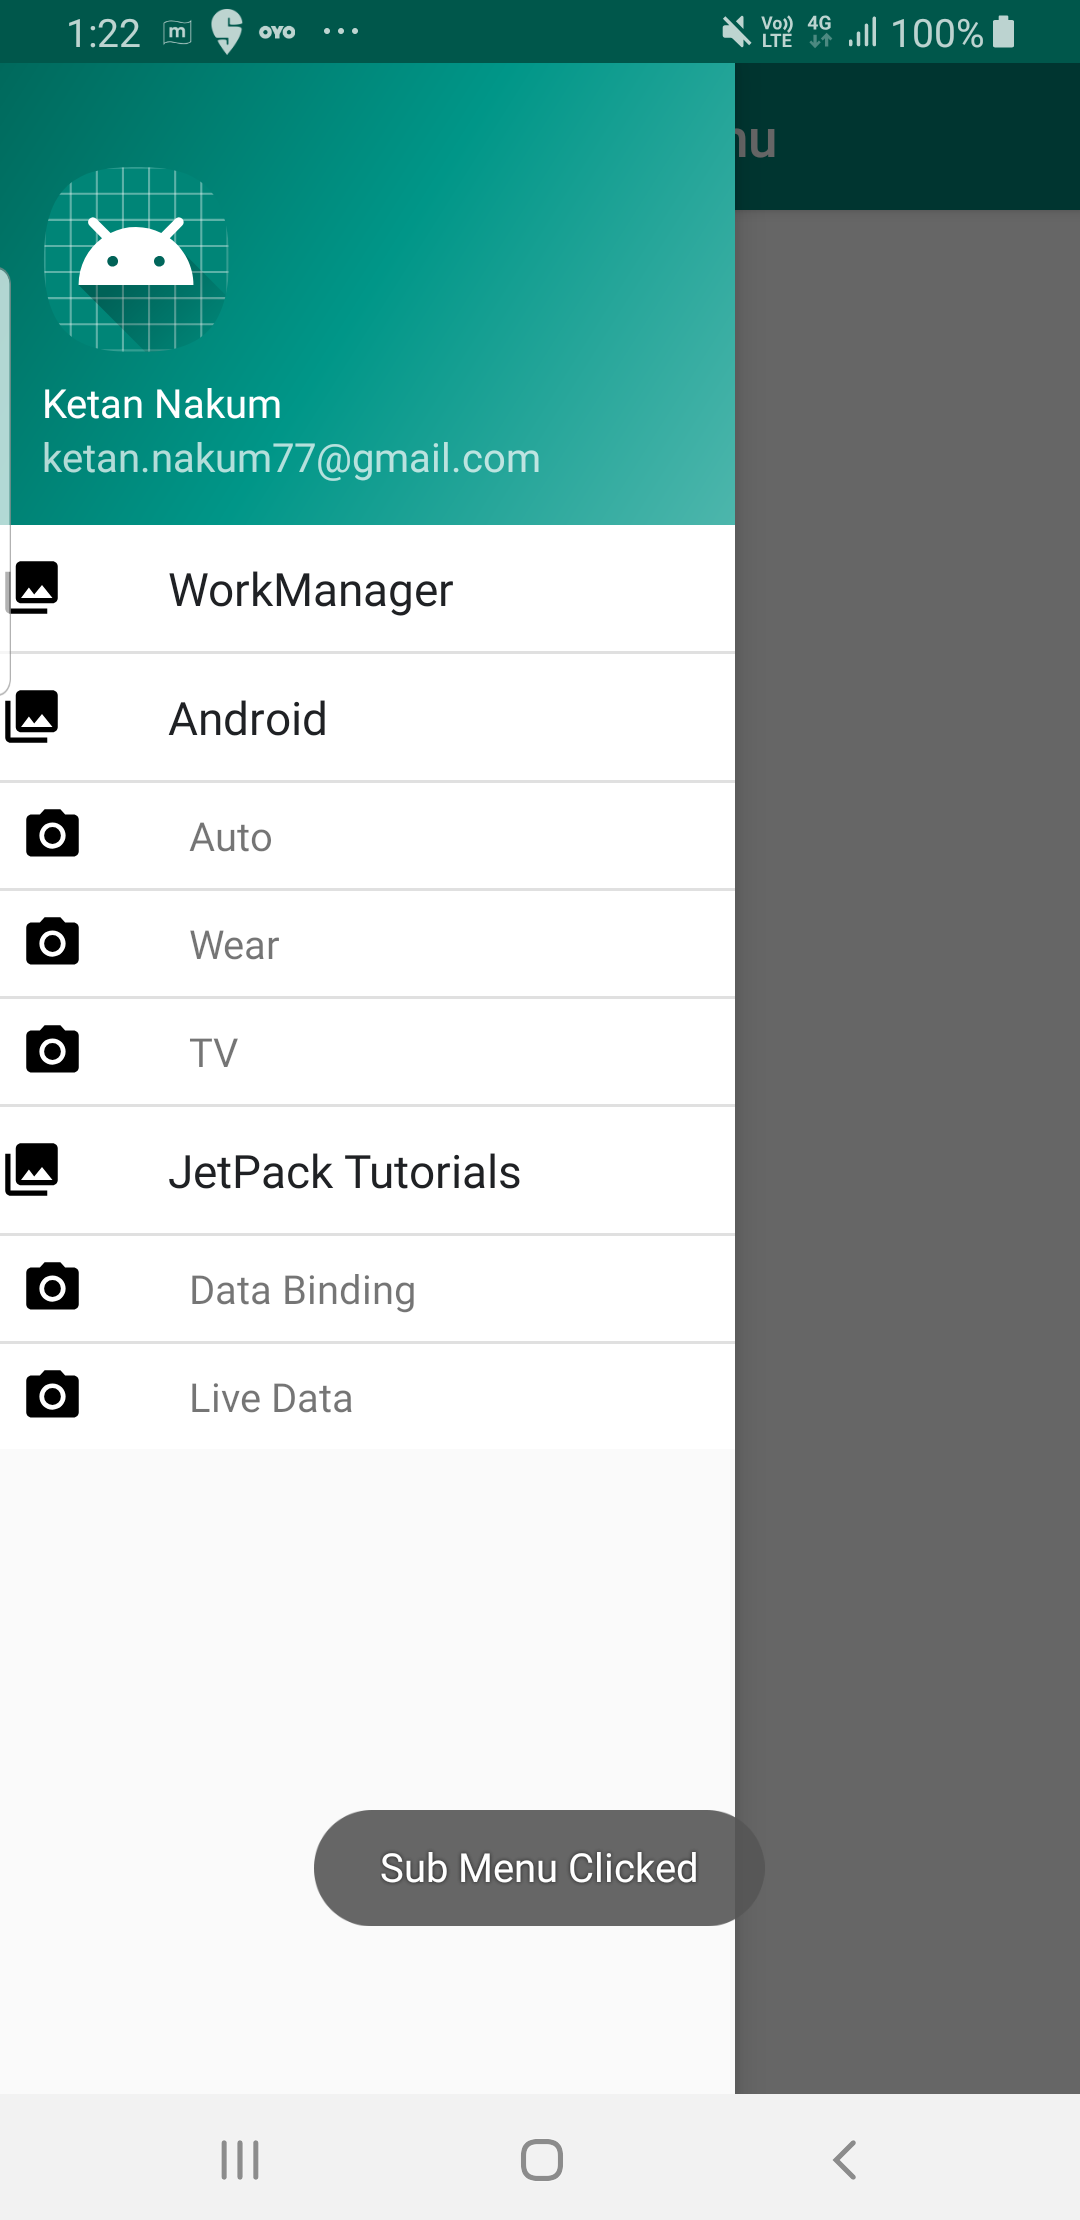 1:22 m OYO ... Vo)) LTE 4G 100%
nu
Ketan Nakum
ketan.nakum77@gmail.com
WorkManager
Android
Auto
Wear
TV
JetPack Tutorials
Data Binding
Live Data
Sub Menu Clicked